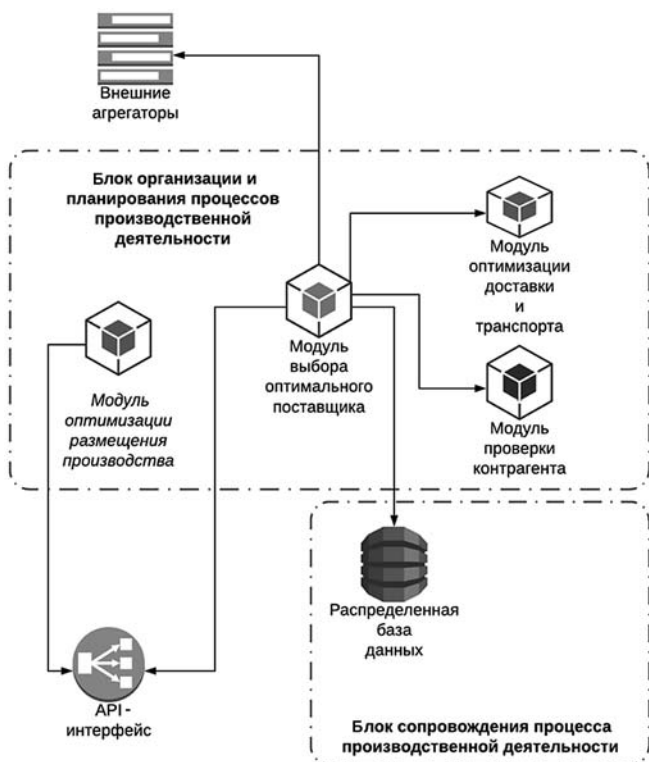 Внешние
агрегаторы
Блок организации и
планирования процессов
производственной
деятельности
Модуль
оптимизации
доставки
и
транспорта
Модуль
выбора
оптимального
поставщика
Модуль
оптимизации
размещения
производства
Модуль
проверки
контрагента
Распределенная
база
данных
API -
интерфейс
Блок сопровождения процесса
производственной деятельности